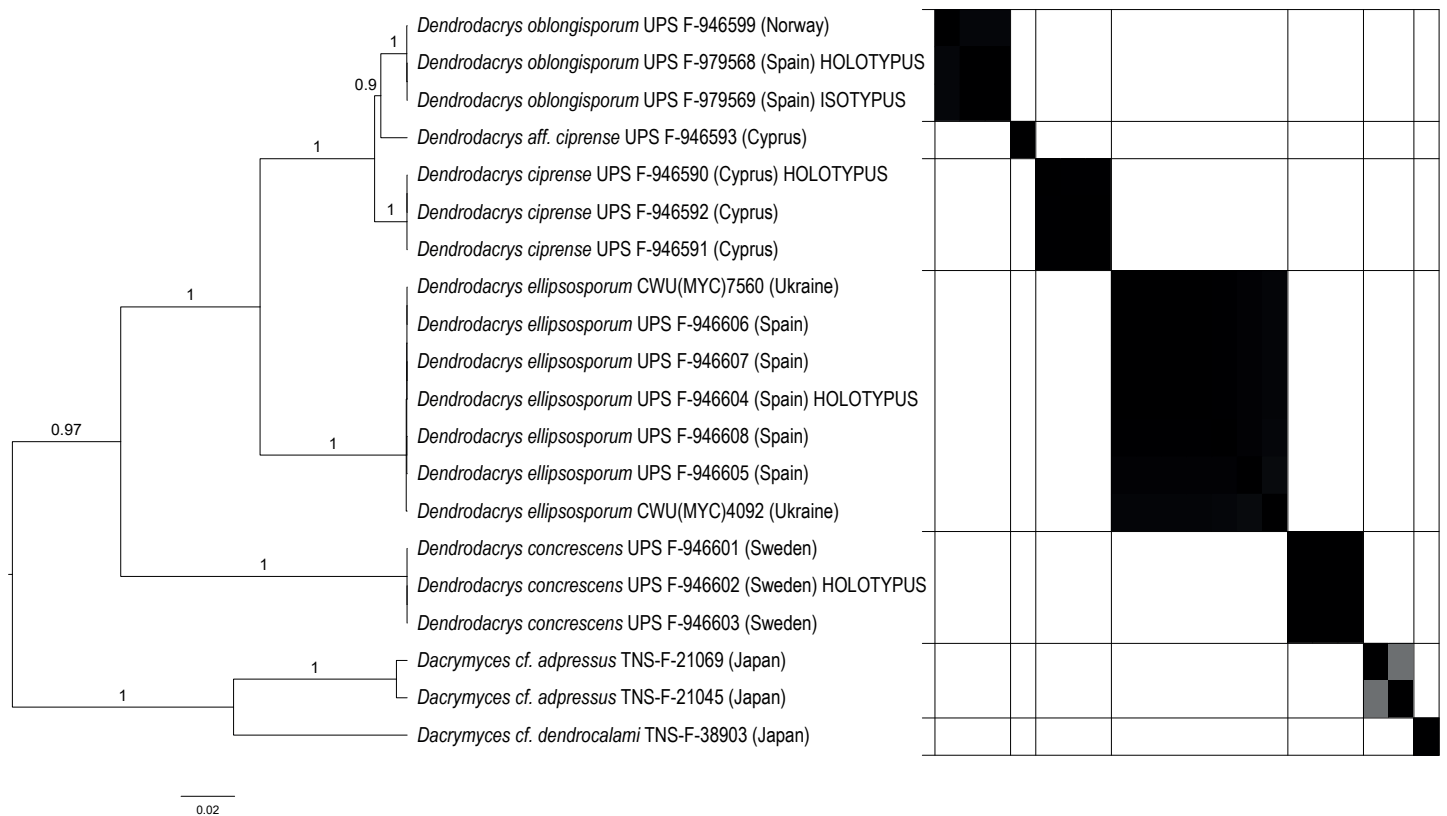 Dendrodacrys oblongisporum UPS F-946599 (Norway)
1
Dendrodacrys oblongisporum UPS F-979568 (Spain) HOLOTYPUS
0.9
Dendrodacrys oblongisporum UPS F-979569 (Spain) ISOTYPUS
Dendrodacrys aff. ciprense UPS F-946593 (Cyprus)
1
Dendrodacrys ciprense UPS F-946590 (Cyprus) HOLOTYPUS
1
Dendrodacrys ciprense UPS F-946592 (Cyprus)
Dendrodacrys ciprense UPS F-946591 (Cyprus)
Dendrodacrys ellipsosporum CWU(MYC)7560 (Ukraine)
1
Dendrodacrys ellipsosporum UPS F-946606 (Spain)
Dendrodacrys ellipsosporum UPS F-946607 (Spain)
Dendrodacrys ellipsosporum UPS F-946604 (Spain) HOLOTYPUS
0.97
Dendrodacrys ellipsosporum UPS F-946608 (Spain)
1
Dendrodacrys ellipsosporum UPS F-946605 (Spain)
Dendrodacrys ellipsosporum CWU(MYC)4092 (Ukraine)
Dendrodacrys concrescens UPS F-946601 (Sweden)
1
Dendrodacrys concrescens UPS F-946602 (Sweden) HOLOTYPUS
Dendrodacrys concrescens UPS F-946603 (Sweden)
Dacrymyces cf. adpressus TNS-F-21069 (Japan)
1
Dacrymyces cf. adpressus TNS-F-21045 (Japan)
1
Dacrymyces cf. dendrocalami TNS-F-38903 (Japan)
0.02